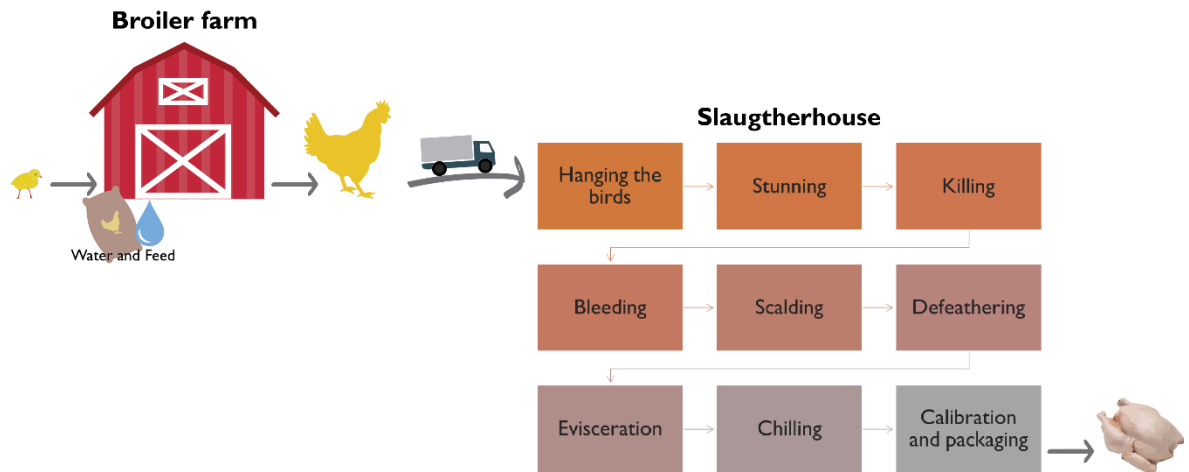 Broiler farm
Water and Feed
Slaugtherhouse
Hanging the
birds
Stunning
Killing
Bleeding
Scalding
Defeathering
Evisceration
Chilling
Calibration
and packaging